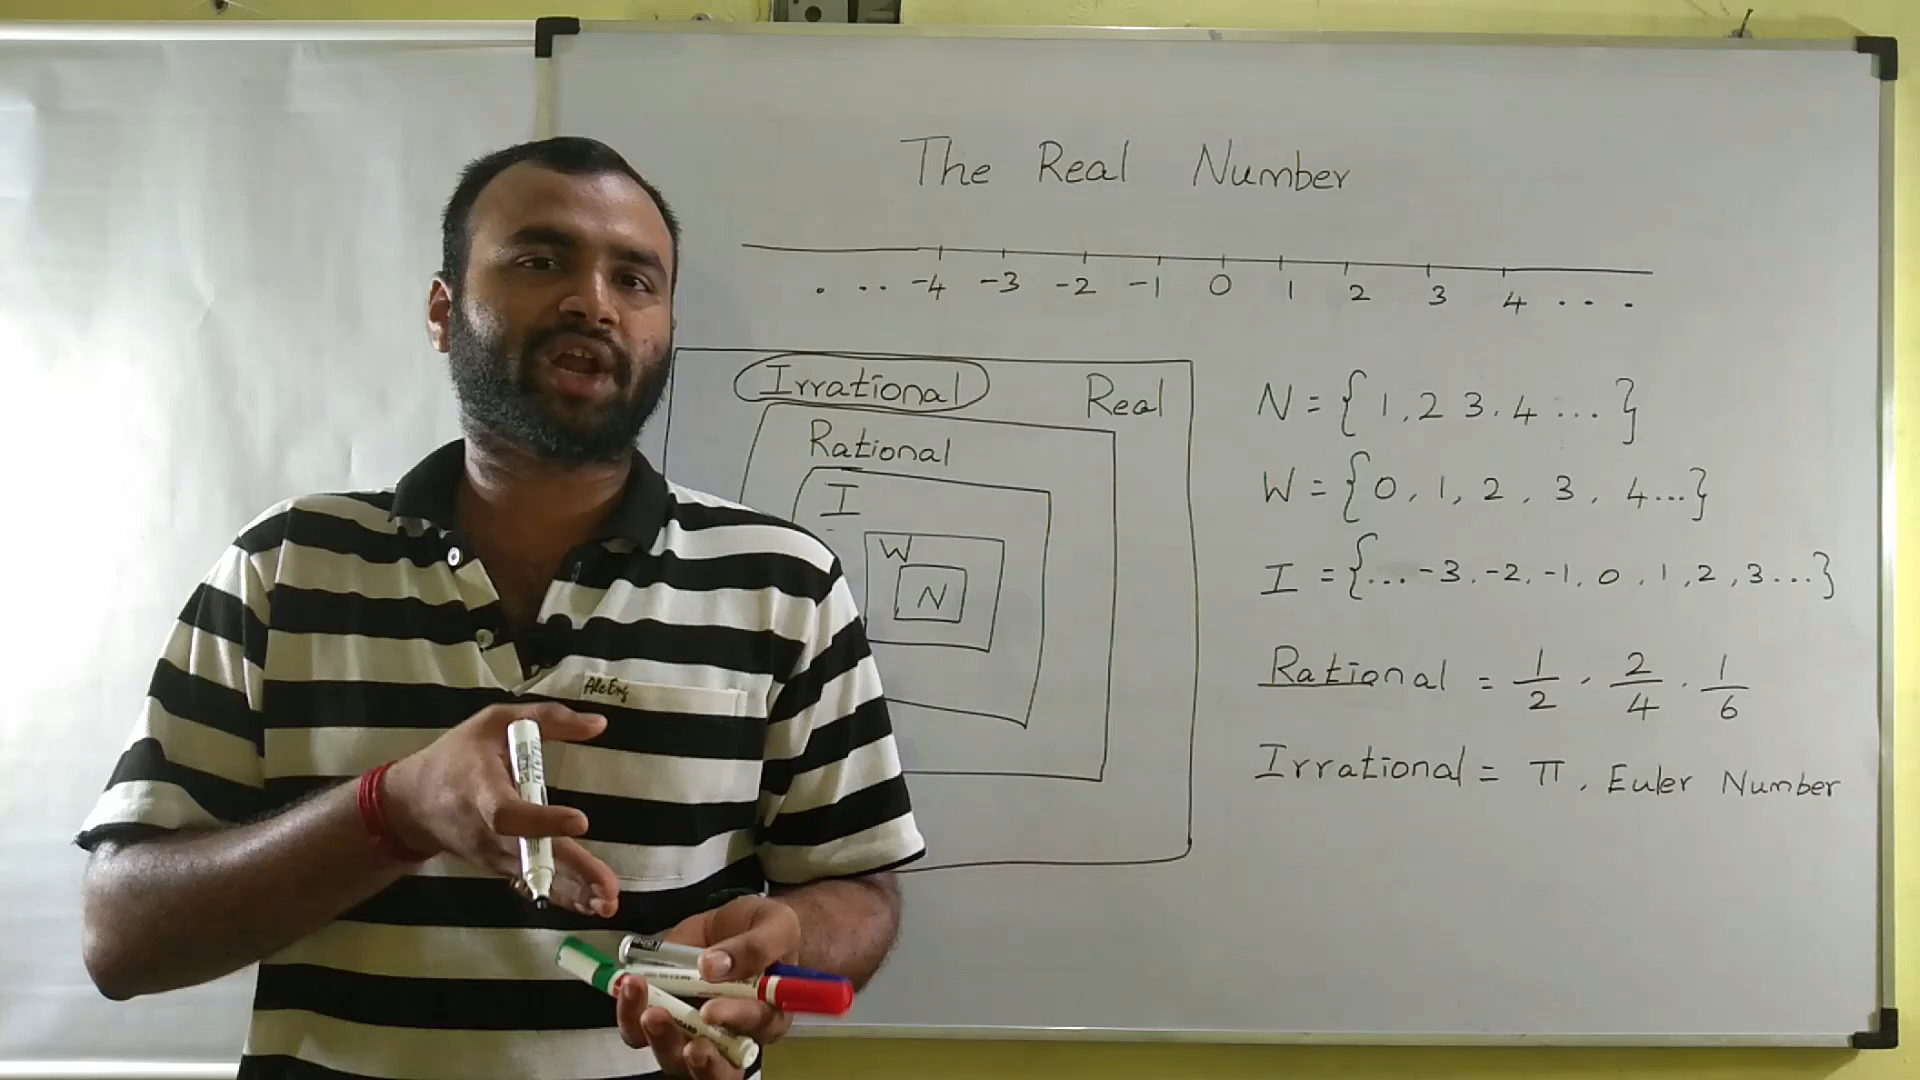 The Real Number
. ... -4 -3 -2 -1 0 1 2 3 4 ... .
Irrational
Real
Rational
I
W
N
N = { 1, 2 3, 4 ... }
W = { 0, 1, 2, 3, 4... }
I = {... -3, -2, -1, 0, 1, 2, 3 ...}
Rational = 1/2, 2/4, 1/6
Irrational = π, Euler Number